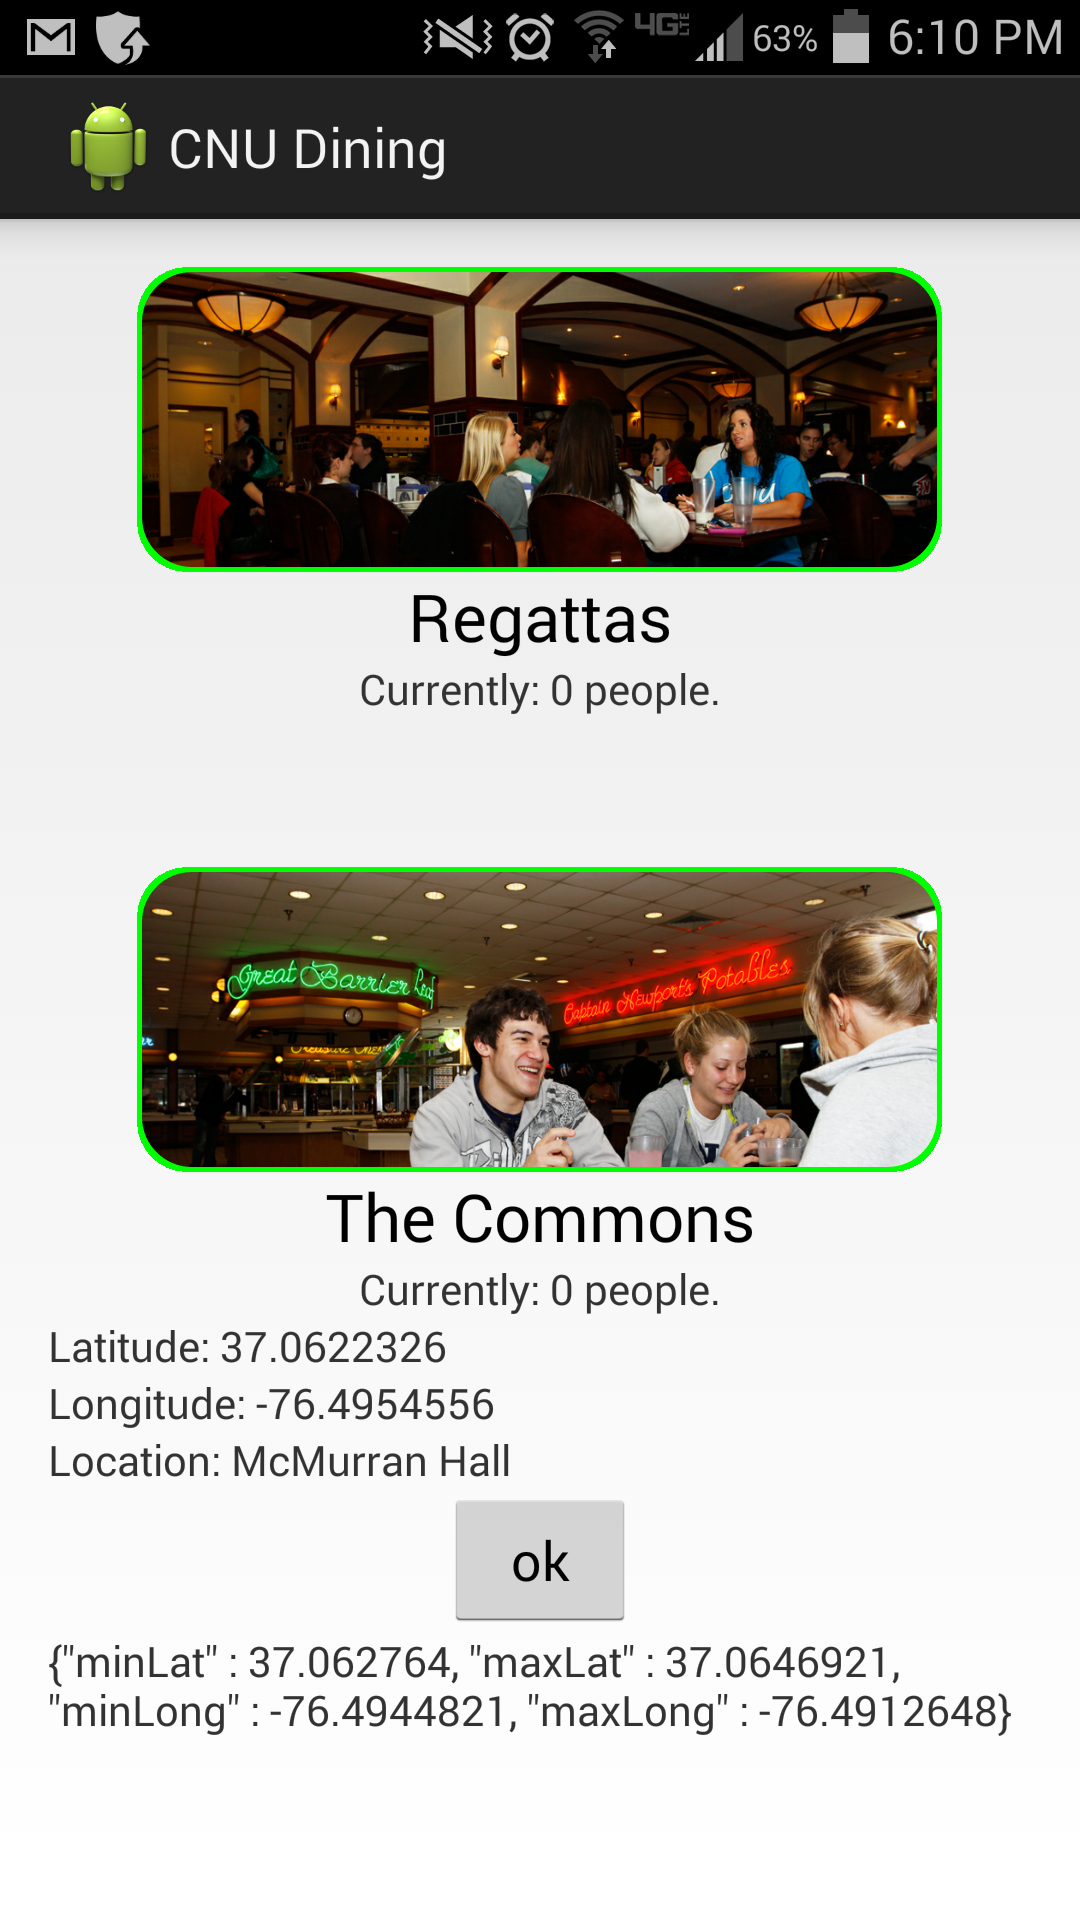 4G LTE 63% 6:10 PM
CNU Dining
Regattas
Currently: 0 people.
Great Barrier Reef
Captain Newport's Potables
The Commons
Currently: 0 people.
Latitude: 37.0622326
Longitude: -76.4954556
Location: McMurran Hall
ok
{"minLat" : 37.062764, "maxLat" : 37.0646921,
"minLong" : -76.4944821, "maxLong" : -76.4912648}